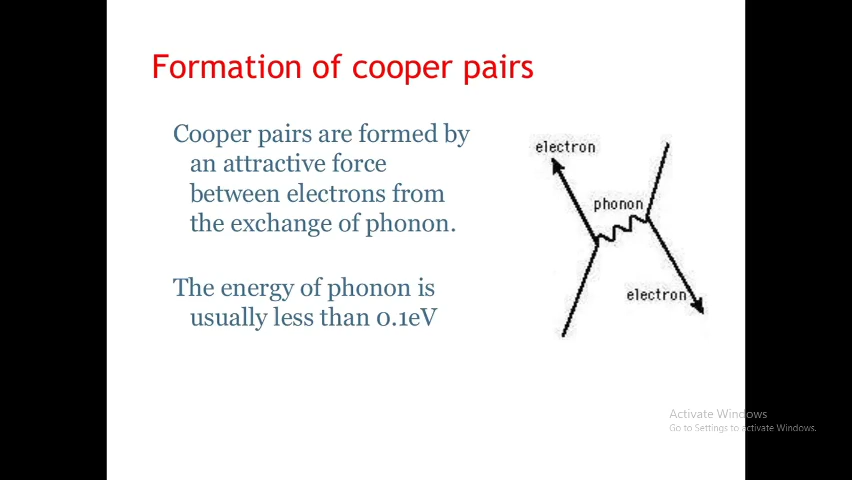 Formation of cooper pairs
Cooper pairs are formed by
an attractive force
between electrons from
the exchange of phonon.
The energy of phonon is
usually less than 0.1eV
electron
phonon
electron
Activate Windows
Go to Settings to activate Windows.